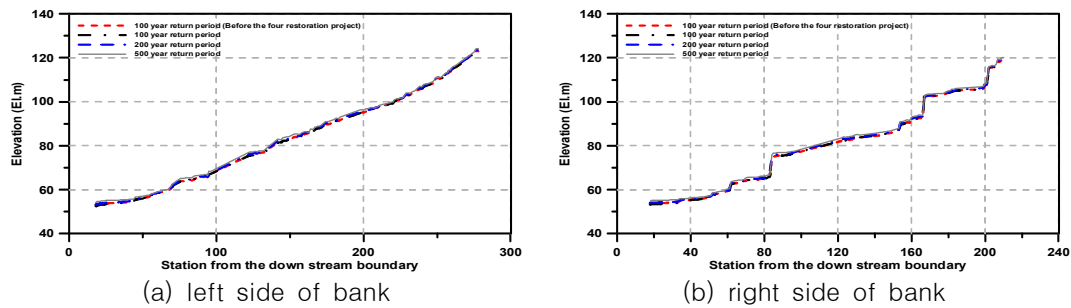 100 year return period (Before the four restoration project)
100 year return period
200 year return period
500 year return period
Elevation (El.m)
140
120
100
80
60
40
0
100
200
300
Station from the down stream boundary
(a) left side of bank
100 year return period (Before the four restoration project)
100 year return period
200 year return period
500 year return period
Elevation (El.m)
140
120
100
80
60
40
0
40
80
120
160
200
240
Station from the down stream boundary
(b) right side of bank